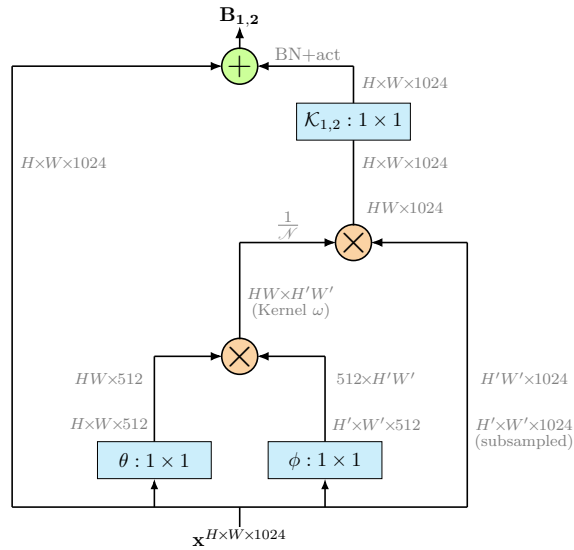 B₁,₂
+
BN+act
H×W×1024
𝒦₁,₂ : 1 × 1
H×W×1024
H×W×1024
HW×1024
1/𝒩
×
HW×H′W′
(Kernel ω)
×
HW×512
512×H′W′
H′W′×1024
H×W×512
H′×W′×512
H′×W′×1024
(subsampled)
θ : 1 × 1
ϕ : 1 × 1
x^{H×W×1024}